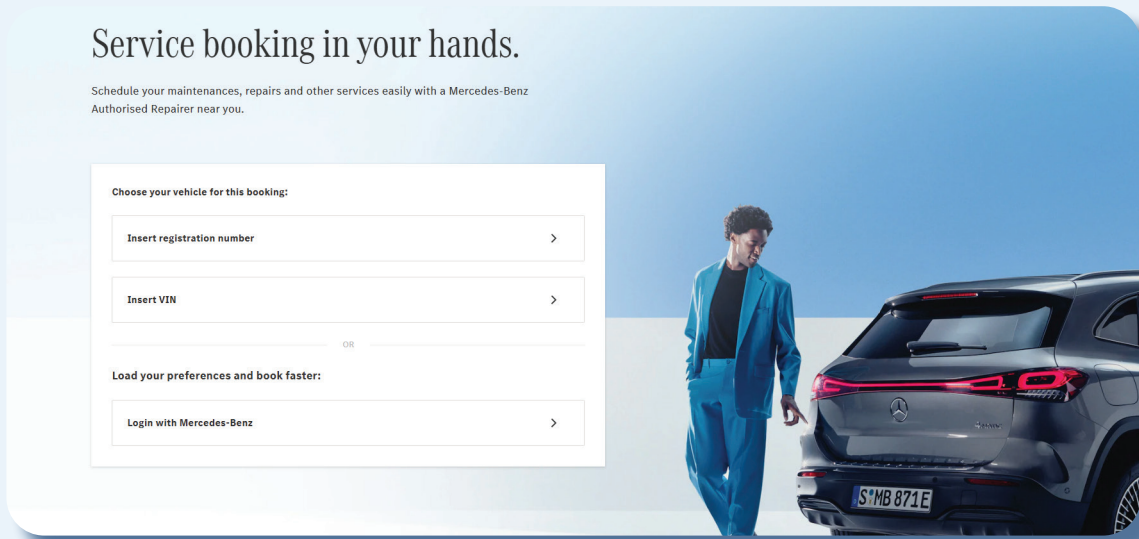 Service booking in your hands.
Schedule your maintenances, repairs and other services easily with a Mercedes-Benz
Authorised Repairer near you.
Choose your vehicle for this booking:
Insert registration number
Insert VIN
OR
Load your preferences and book faster:
Login with Mercedes-Benz
S MB 871E